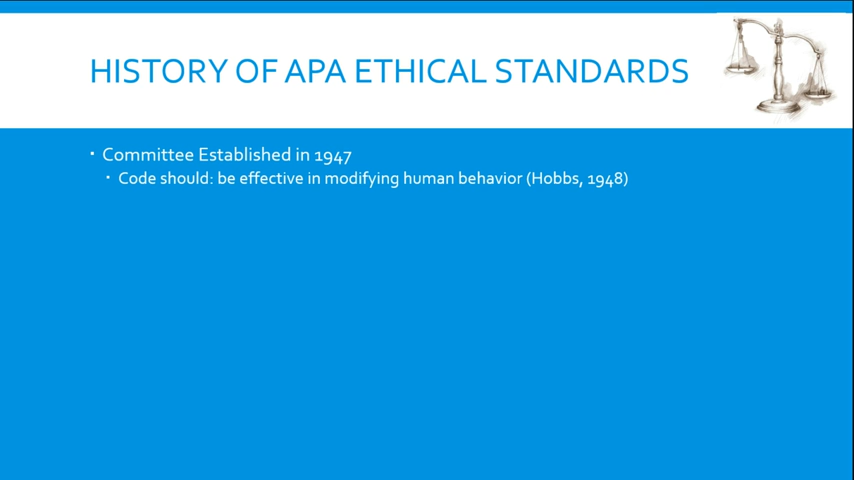 HISTORY OF APA ETHICAL STANDARDS
▪ Committee Established in 1947
▪ Code should: be effective in modifying human behavior (Hobbs, 1948)